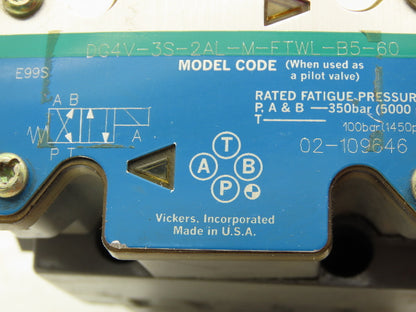 DG4V-3S-2AL-M-FTWL-B5-60
MODEL CODE (When used as
a pilot valve)
E99S
RATED FATIGUE PRESSUR
P, A & B — 350bar (5000
T
100bar(1450p
02-109646
A B
P T
A
T
A B
P
Vickers, Incorporated
Made in U.S.A.